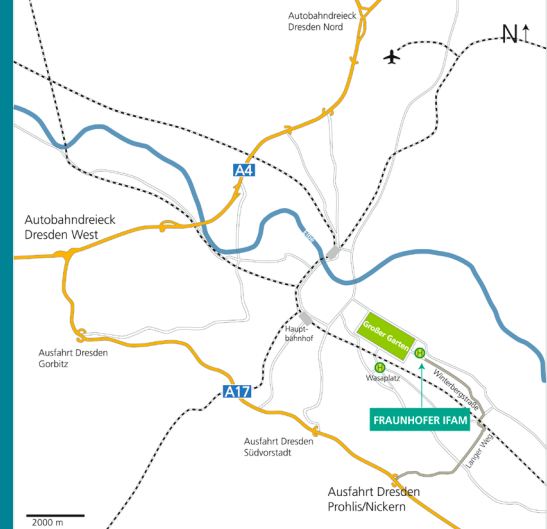 Autobahndreieck
Dresden Nord
N
A4
Autobahndreieck
Dresden West
Elbe
Haupt-
bahnhof
Großer Garten
H
H
Wasaplatz
Winterbergstraße
Ausfahrt Dresden
Gorbitz
A17
FRAUNHOFER IFAM
Ausfahrt Dresden
Südvorstadt
Langer Weg
Ausfahrt Dresden
Prohlis/Nickern
2000 m